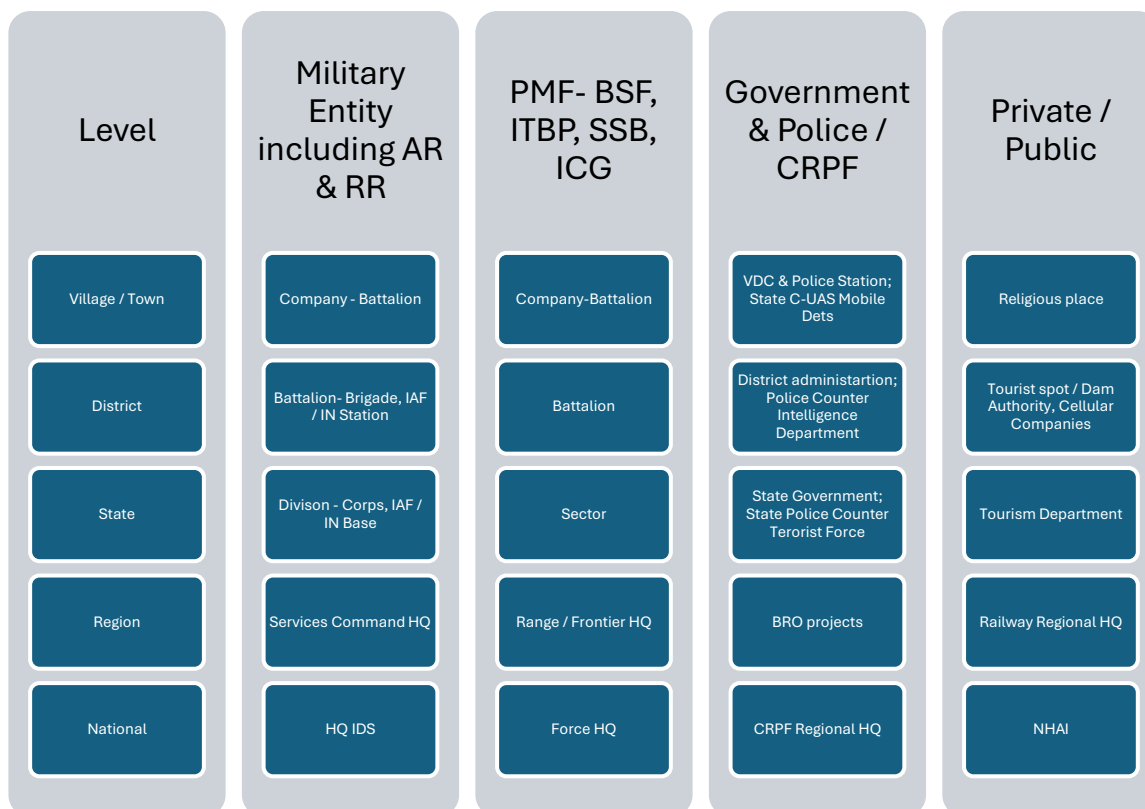 Level
Military
Entity
including AR
& RR
PMF- BSF,
ITBP, SSB,
ICG
Government
& Police /
CRPF
Private /
Public
Village / Town
Company - Battalion
Company-Battalion
VDC & Police Station;
State C-UAS Mobile
Dets
Religious place
District
Battalion- Brigade, IAF
/ IN Station
Battalion
District administartion;
Police Counter
Intelligence
Department
Tourist spot / Dam
Authority, Cellular
Companies
State
Divison - Corps, IAF /
IN Base
Sector
State Government;
State Police Counter
Terorist Force
Tourism Department
Region
Services Command HQ
Range / Frontier HQ
BRO projects
Railway Regional HQ
National
HQ IDS
Force HQ
CRPF Regional HQ
NHAI